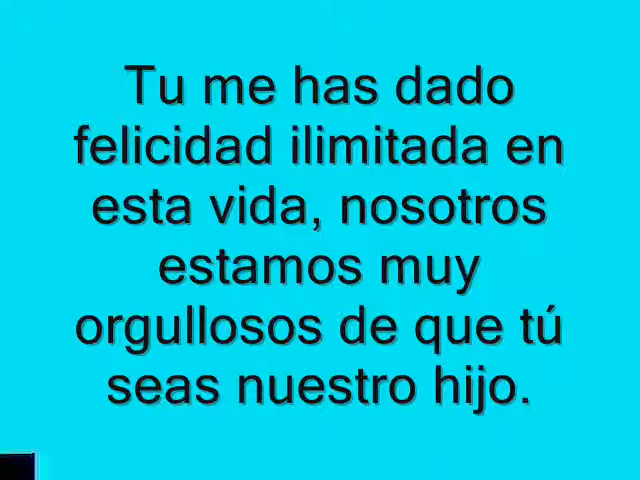 Tu me has dado
felicidad ilimitada en
esta vida, nosotros
estamos muy
orgullosos de que tú
seas nuestro hijo.